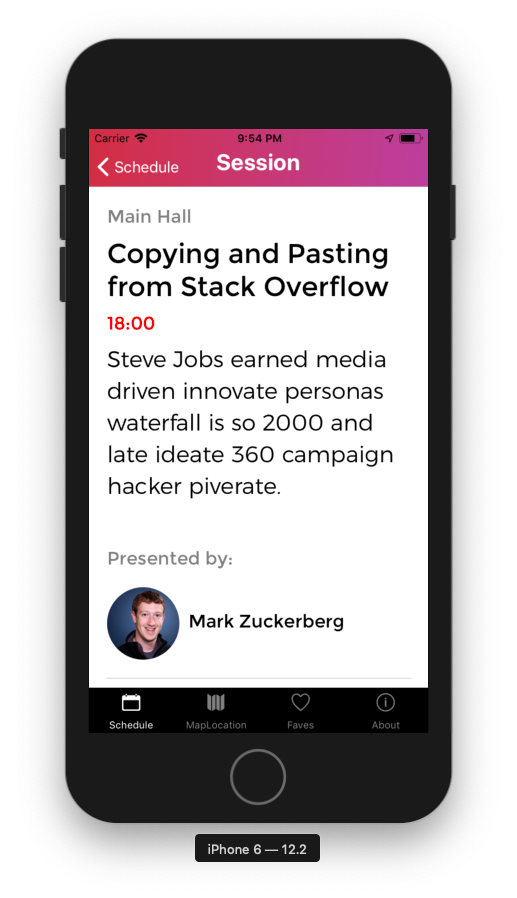 Carrier 9:54 PM
Schedule Session
Main Hall
Copying and Pasting
from Stack Overflow
18:00
Steve Jobs earned media
driven innovate personas
waterfall is so 2000 and
late ideate 360 campaign
hacker piverate.
Presented by:
Mark Zuckerberg
Schedule MapLocation Faves About
iPhone 6 — 12.2